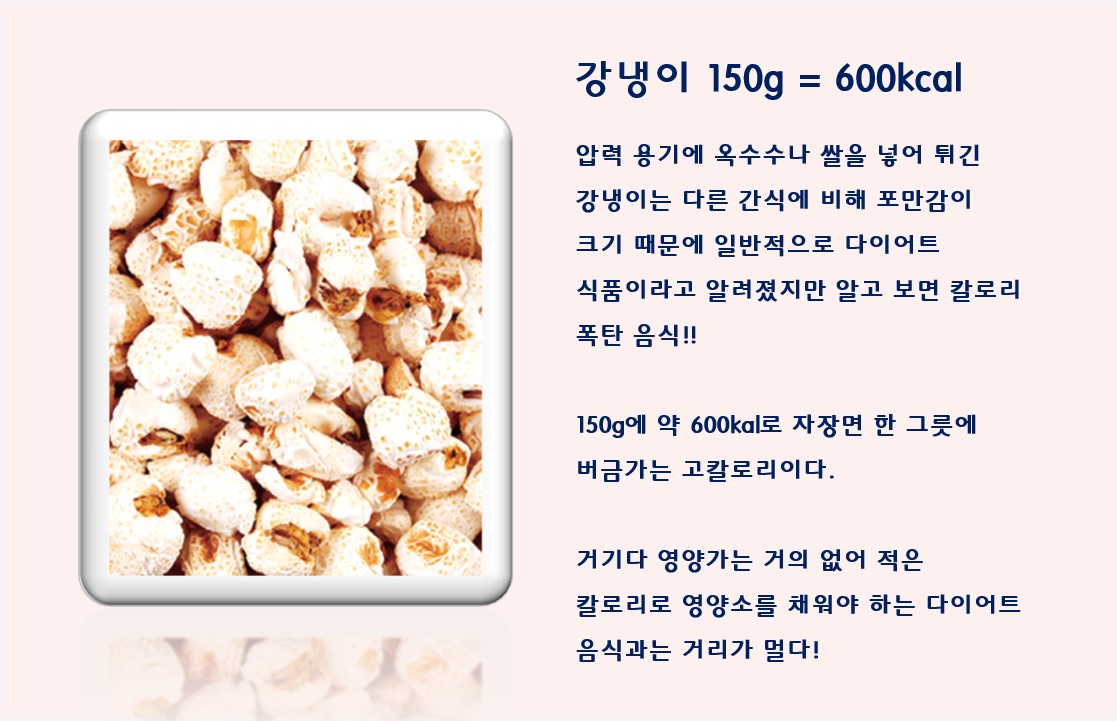 강냉이 150g = 600kcal
압력 용기에 옥수수나 쌀을 넣어 튀긴
강냉이는 다른 간식에 비해 포만감이
크기 때문에 일반적으로 다이어트
식품이라고 알려졌지만 알고 보면 칼로리
폭탄 음식!!
150g에 약 600kal로 자장면 한 그릇에
버금가는 고칼로리이다.
거기다 영양가는 거의 없어 적은
칼로리로 영양소를 채워야 하는 다이어트
음식과는 거리가 멀다!